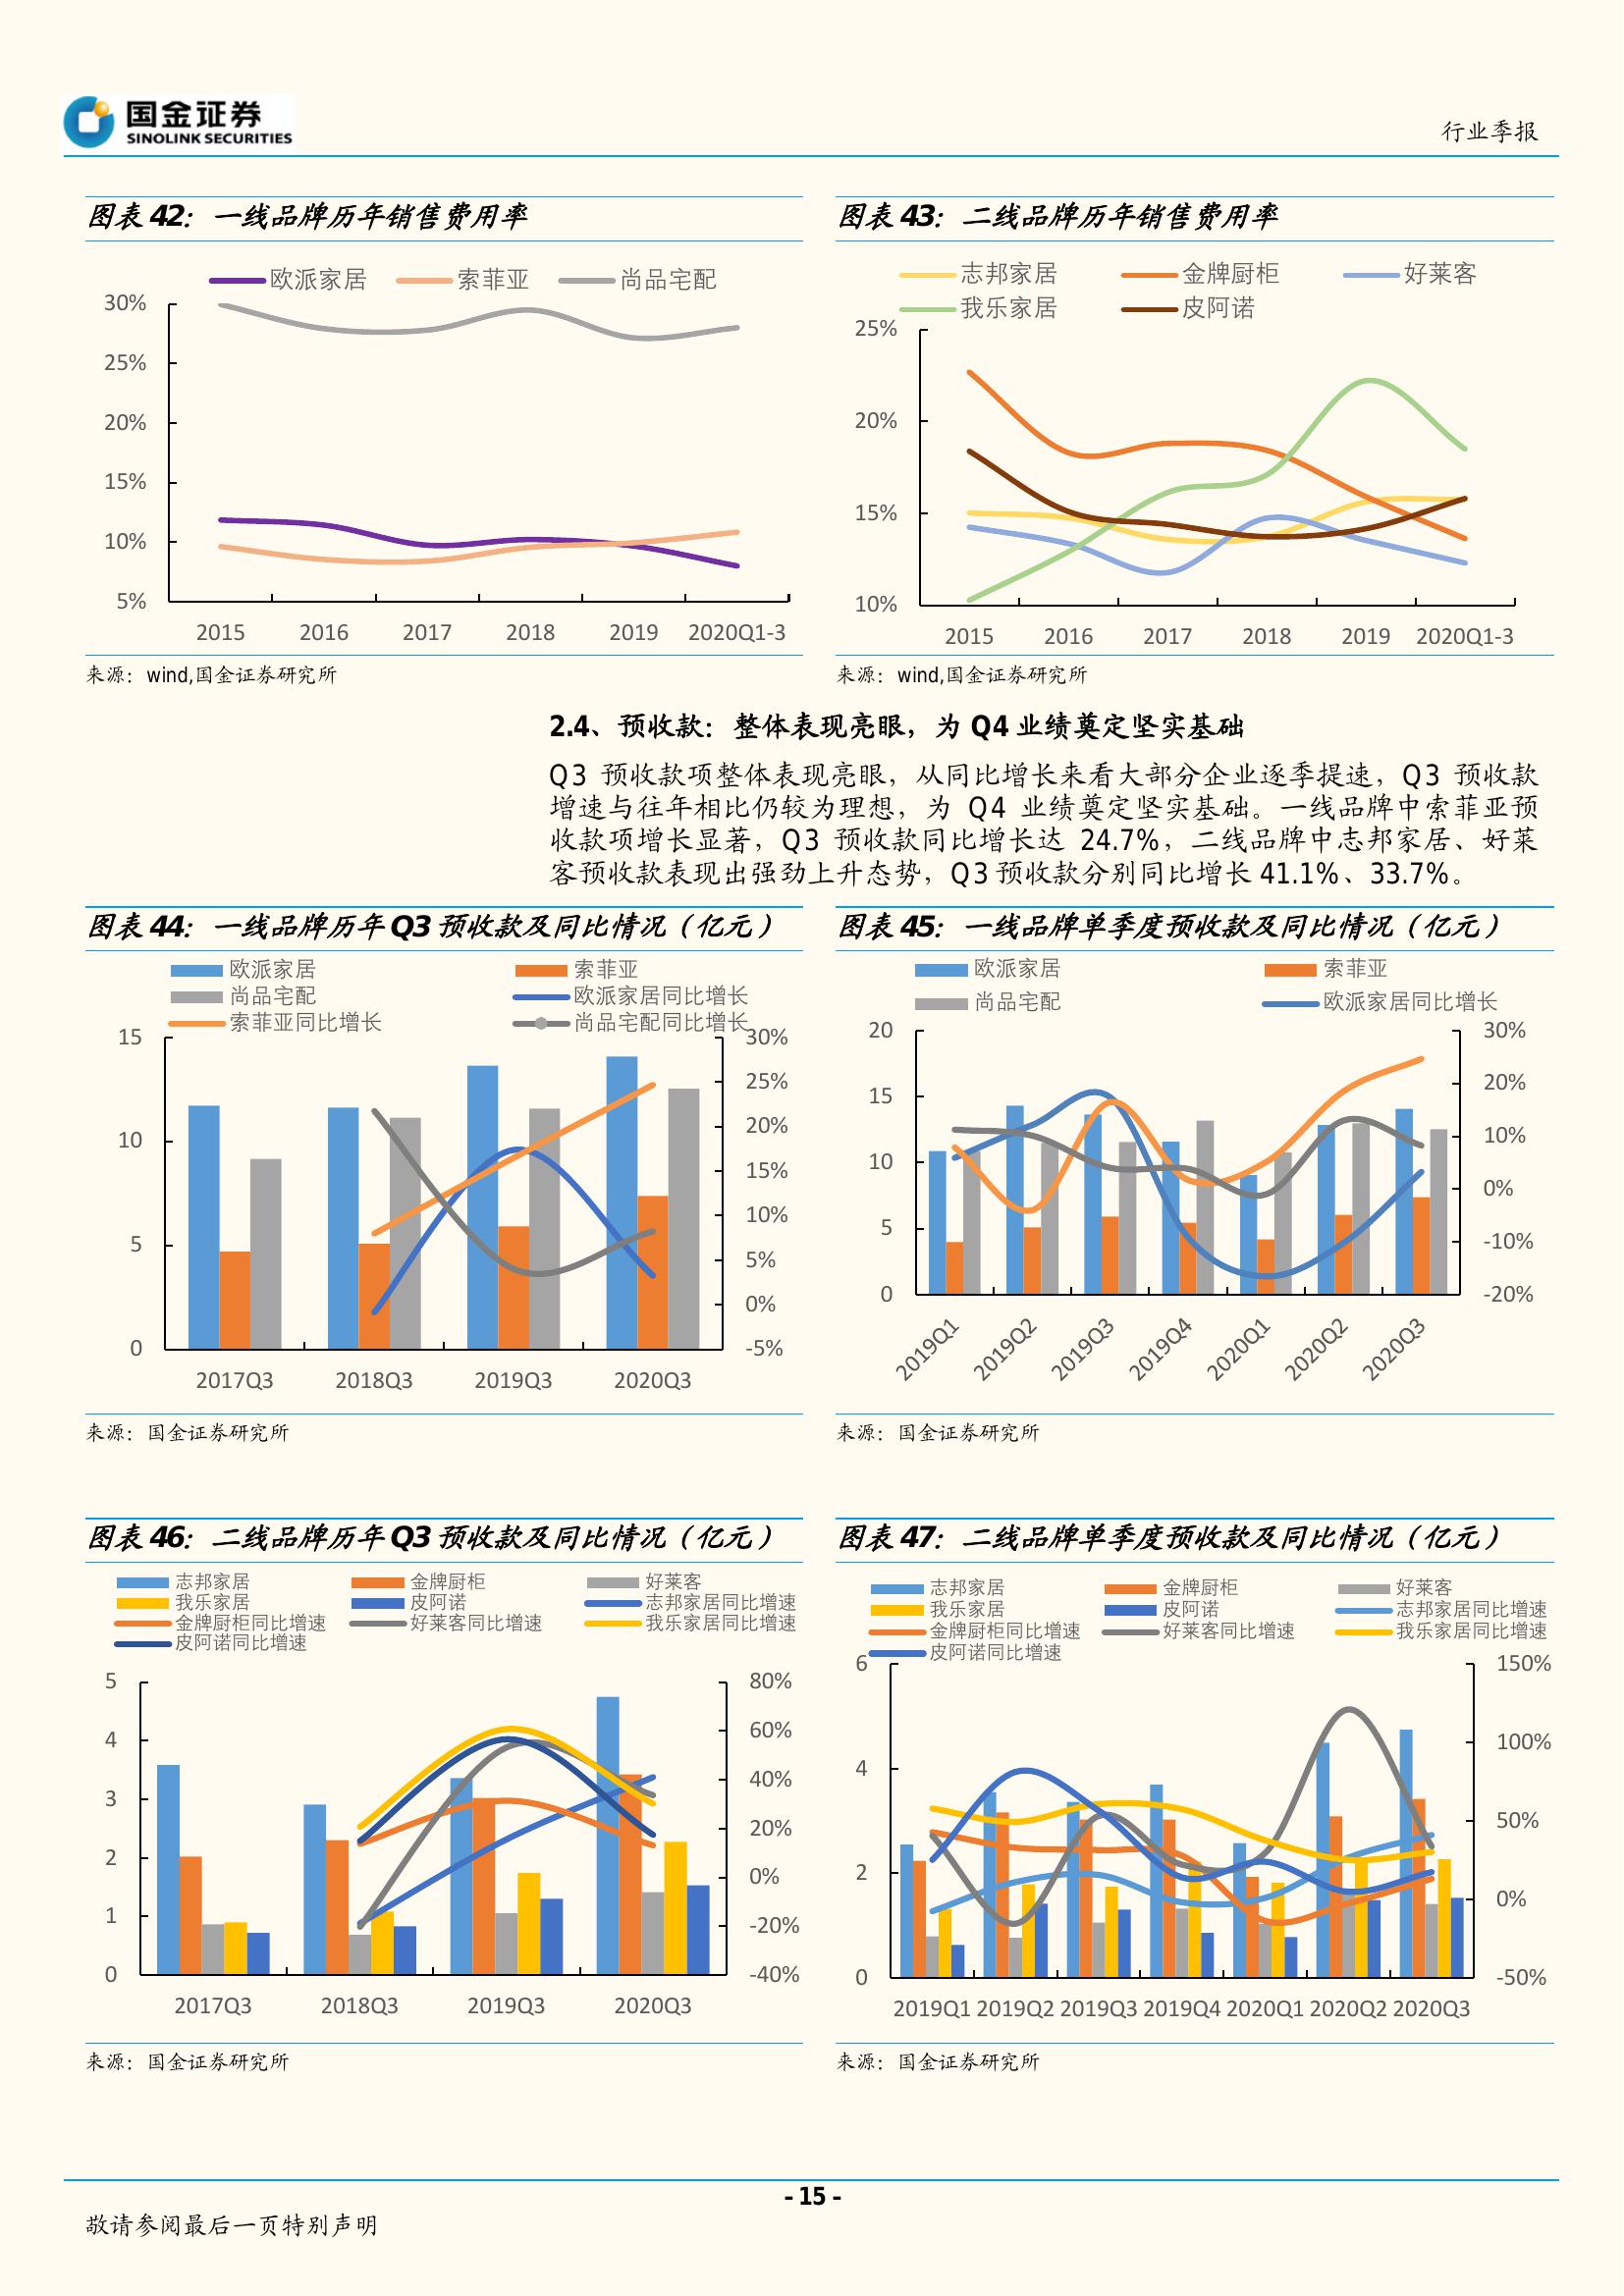 国金证券
SINOLINK SECURITIES
行业季报
图表 42：一线品牌历年销售费用率
欧派家居 索菲亚 尚品宅配
30%
25%
20%
15%
10%
5%
2015 2016 2017 2018 2019 2020Q1-3
来源：wind,国金证券研究所
图表 43：二线品牌历年销售费用率
志邦家居 金牌厨柜 好莱客
我乐家居 皮阿诺
25%
20%
15%
10%
2015 2016 2017 2018 2019 2020Q1-3
来源：wind,国金证券研究所
2.4、预收款：整体表现亮眼，为 Q4 业绩奠定坚实基础
Q3 预收款项整体表现亮眼，从同比增长来看大部分企业逐季提速，Q3 预收款
增速与往年相比仍较为理想，为 Q4 业绩奠定坚实基础。一线品牌中索菲亚预
收款项增长显著，Q3 预收款同比增长达 24.7%，二线品牌中志邦家居、好莱
客预收款表现出强劲上升态势，Q3 预收款分别同比增长 41.1%、33.7%。
图表 44：一线品牌历年 Q3 预收款及同比情况（亿元）
欧派家居 索菲亚
尚品宅配 欧派家居同比增长
索菲亚同比增长 尚品宅配同比增长
15 30%
25%
20%
10
15%
10%
5
5%
0%
0 -5%
2017Q3 2018Q3 2019Q3 2020Q3
来源：国金证券研究所
图表 45：一线品牌单季度预收款及同比情况（亿元）
欧派家居 索菲亚
尚品宅配 欧派家居同比增长
20 30%
20%
15
10%
10
0%
5
-10%
0 -20%
2019Q1 2019Q2 2019Q3 2019Q4 2020Q1 2020Q2 2020Q3
来源：国金证券研究所
图表 46：二线品牌历年 Q3 预收款及同比情况（亿元）
志邦家居 金牌厨柜 好莱客
我乐家居 皮阿诺 志邦家居同比增速
金牌厨柜同比增速 好莱客同比增速 我乐家居同比增速
皮阿诺同比增速
5 80%
60%
4
40%
3
20%
2
0%
1
-20%
0 -40%
2017Q3 2018Q3 2019Q3 2020Q3
来源：国金证券研究所
图表 47：二线品牌单季度预收款及同比情况（亿元）
志邦家居 金牌厨柜 好莱客
我乐家居 皮阿诺 志邦家居同比增速
金牌厨柜同比增速 好莱客同比增速 我乐家居同比增速
皮阿诺同比增速
6 150%
100%
4
50%
2
0%
0 -50%
2019Q1 2019Q2 2019Q3 2019Q4 2020Q1 2020Q2 2020Q3
来源：国金证券研究所
- 15 -
敬请参阅最后一页特别声明